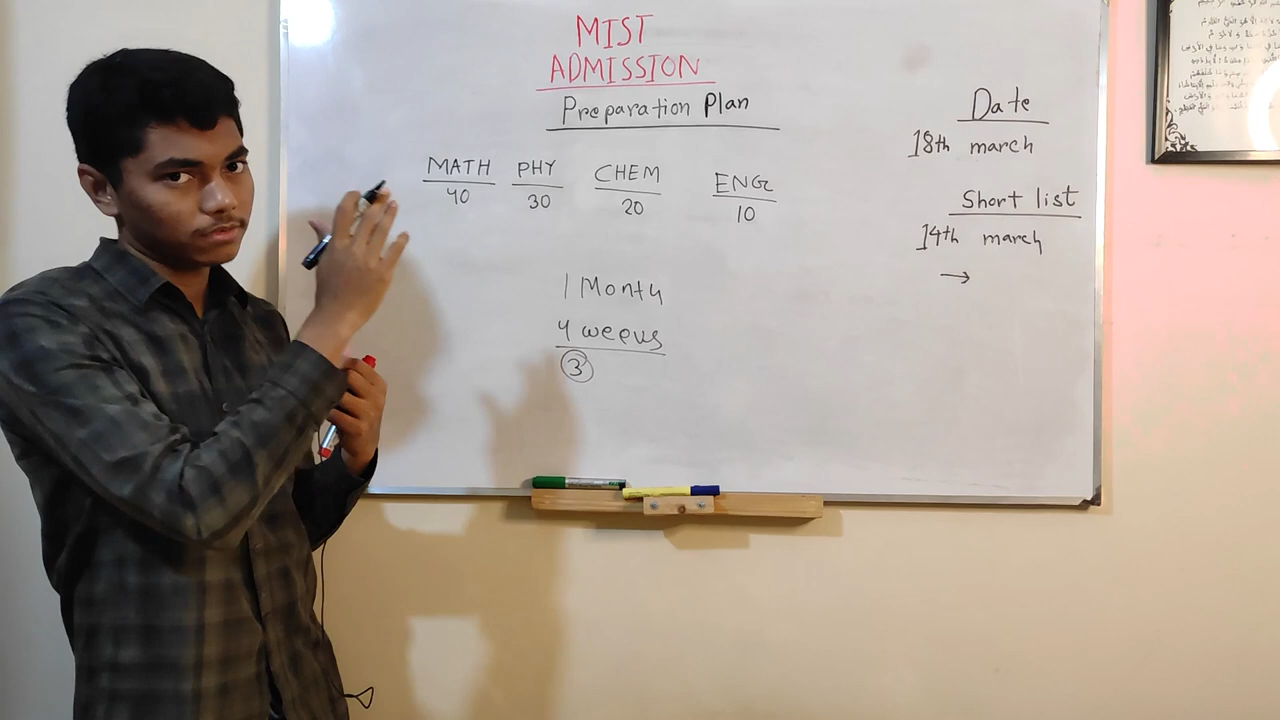 MIST
ADMISSION
Preparation Plan
MATH PHY CHEM ENG
40 30 20 10
1 Month
4 weeks
3
Date
18th march
Short list
14th march
→